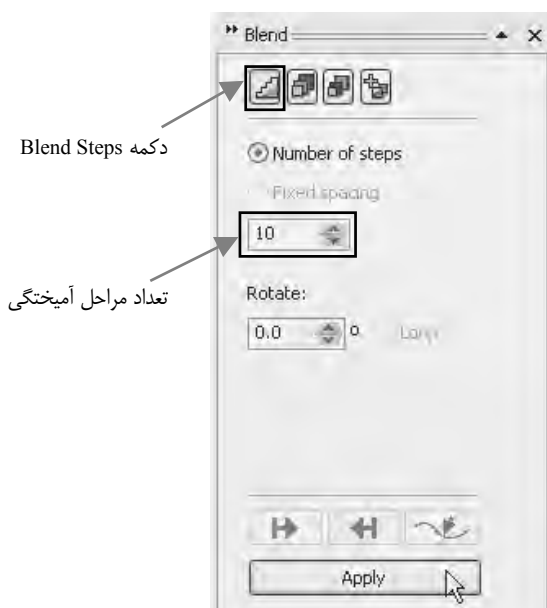 Blend
دکمه Blend Steps
Number of steps
Fixed spacing
10
تعداد مراحل آمیختگی
Rotate:
0.0 °
Loop
Apply